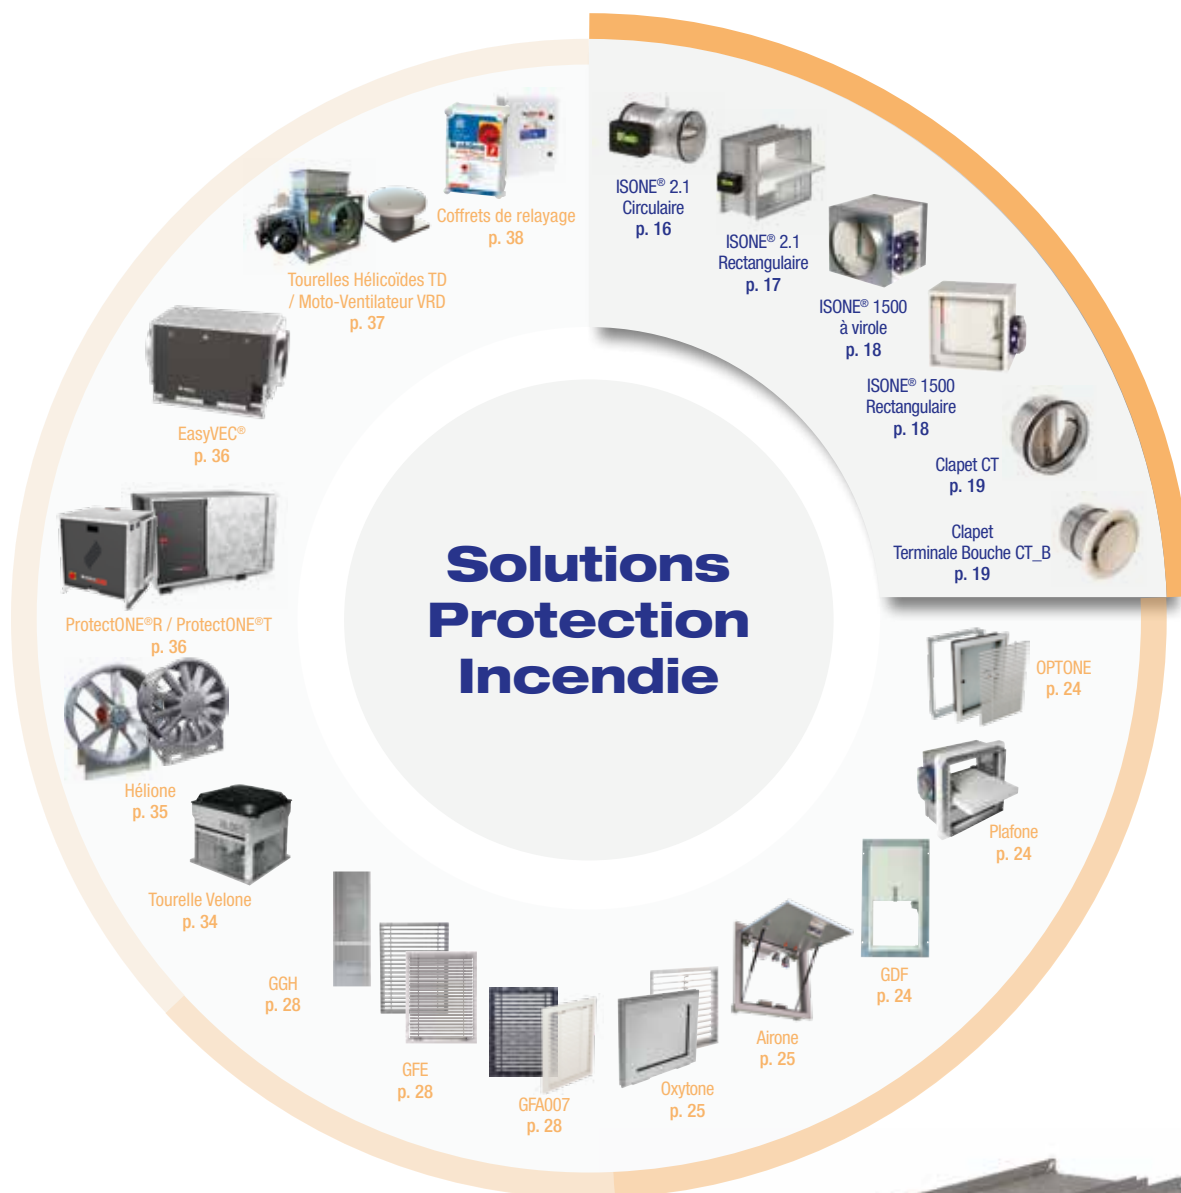 Coffrets de relayage
p. 38
ISONE® 2.1
Circulaire
p. 16
ISONE® 2.1
Rectangulaire
p. 17
ISONE® 1500
à virole
p. 18
ISONE® 1500
Rectangulaire
p. 18
Clapet CT
p. 19
Clapet
Terminale Bouche CT_B
p. 19
OPTONE
p. 24
Plafone
p. 24
GDF
p. 24
Airone
p. 25
Oxytone
p. 25
GFA007
p. 28
GFE
p. 28
GGH
p. 28
Tourelle Velone
p. 34
Hélione
p. 35
ProtectONE®R / ProtectONE®T
p. 36
EasyVEC®
p. 36
Tourelles Hélicoïdes TD
/ Moto-Ventilateur VRD
p. 37
Solutions
Protection
Incendie